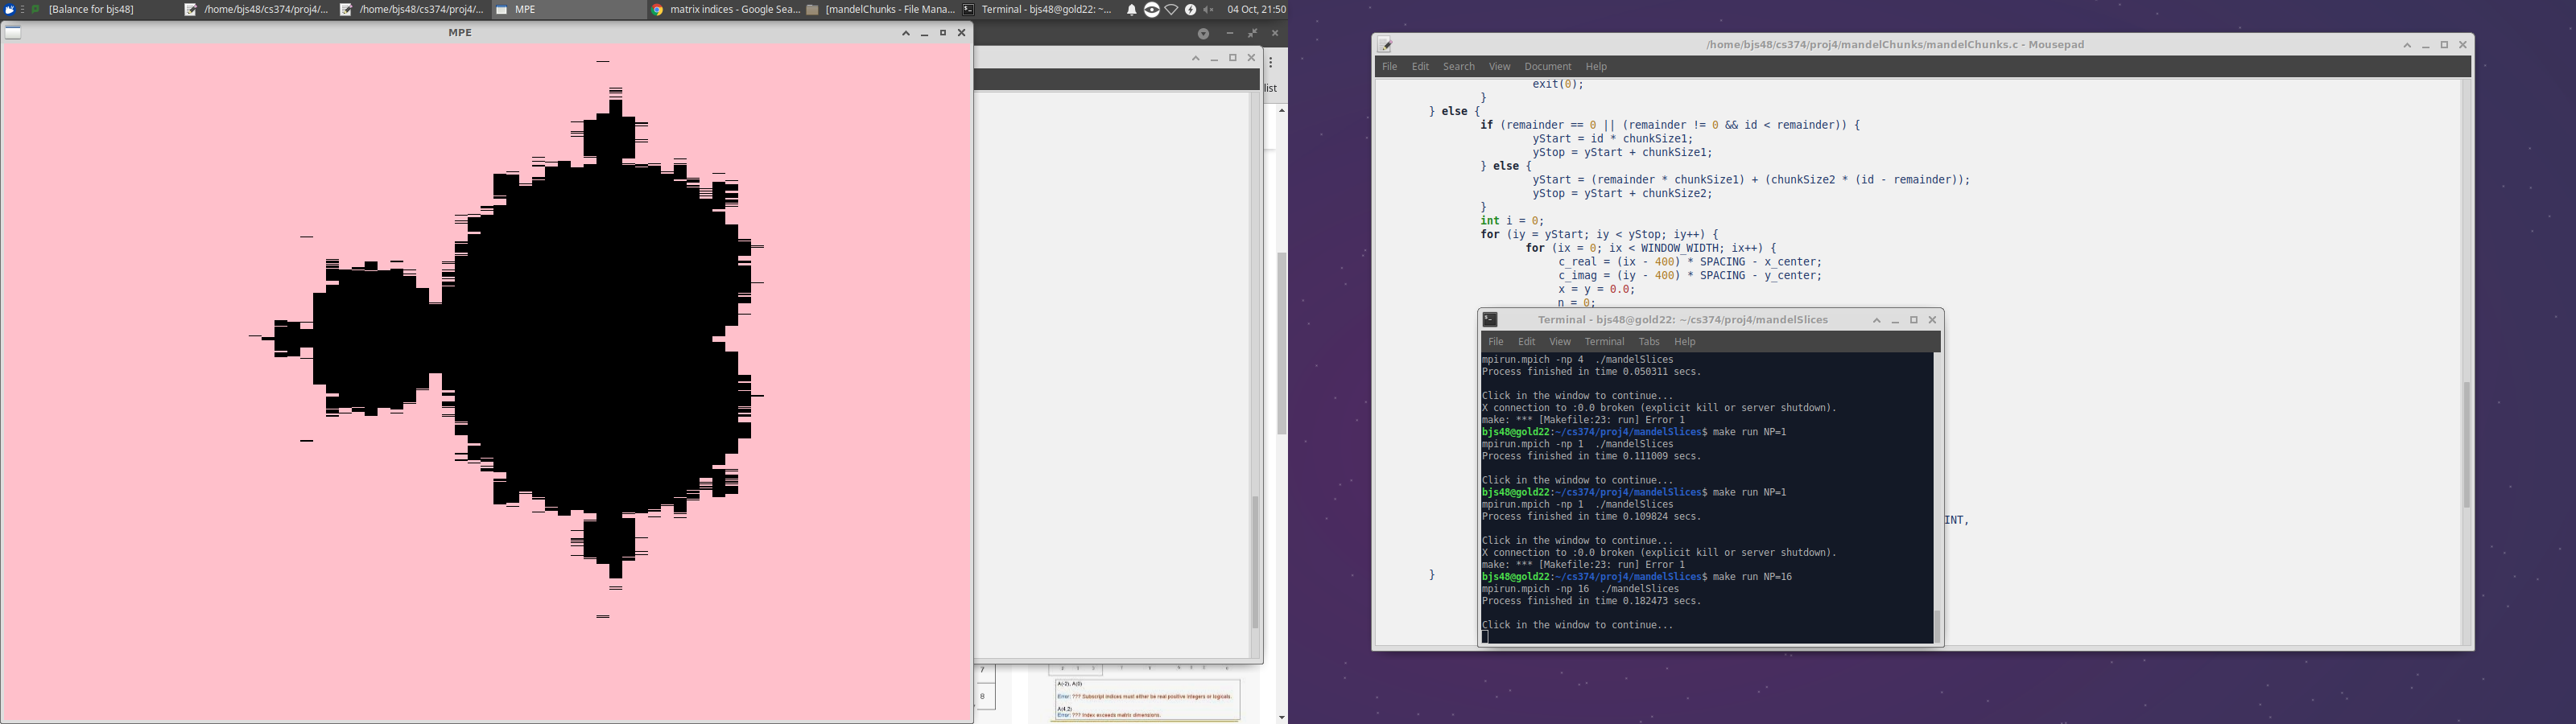 [Balance for bjs48]
/home/bjs48/cs374/proj4/...
/home/bjs48/cs374/proj4/...
MPE
matrix indices - Google Sea...
[mandelChunks - File Mana...
Terminal - bjs48@gold22: ~...
04 Oct, 21:50
MPE
list
7
8
A(-2), A(0)
Error: ??? Subscript indices must either be real positive integers or logicals.
A(4,2)
Error: ??? Index exceeds matrix dimensions.
/home/bjs48/cs374/proj4/mandelChunks/mandelChunks.c - Mousepad
File Edit Search View Document Help
exit(0);
}
} else {
if (remainder == 0 || (remainder != 0 && id < remainder)) {
yStart = id * chunkSize1;
yStop = yStart + chunkSize1;
} else {
yStart = (remainder * chunkSize1) + (chunkSize2 * (id - remainder));
yStop = yStart + chunkSize2;
}
int i = 0;
for (iy = yStart; iy < yStop; iy++) {
for (ix = 0; ix < WINDOW_WIDTH; ix++) {
c_real = (ix - 400) * SPACING - x_center;
c_imag = (iy - 400) * SPACING - y_center;
x = y = 0.0;
n = 0;
INT,
}
Terminal - bjs48@gold22: ~/cs374/proj4/mandelSlices
File Edit View Terminal Tabs Help
mpirun.mpich -np 4  ./mandelSlices
Process finished in time 0.050311 secs.
Click in the window to continue...
X connection to :0.0 broken (explicit kill or server shutdown).
make: *** [Makefile:23: run] Error 1
bjs48@gold22:~/cs374/proj4/mandelSlices$ make run NP=1
mpirun.mpich -np 1  ./mandelSlices
Process finished in time 0.111009 secs.
Click in the window to continue...
bjs48@gold22:~/cs374/proj4/mandelSlices$ make run NP=1
mpirun.mpich -np 1  ./mandelSlices
Process finished in time 0.109824 secs.
Click in the window to continue...
X connection to :0.0 broken (explicit kill or server shutdown).
make: *** [Makefile:23: run] Error 1
bjs48@gold22:~/cs374/proj4/mandelSlices$ make run NP=16
mpirun.mpich -np 16  ./mandelSlices
Process finished in time 0.182473 secs.
Click in the window to continue...